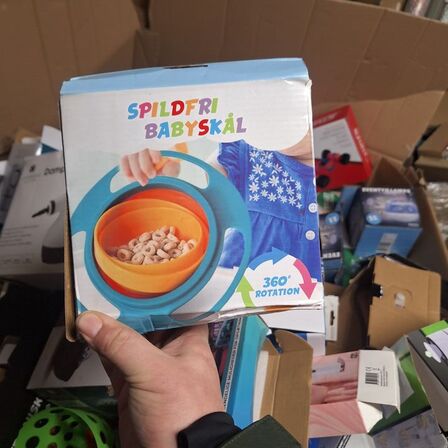 SPILDFRI
BABYSKÅL
360°
ROTATION